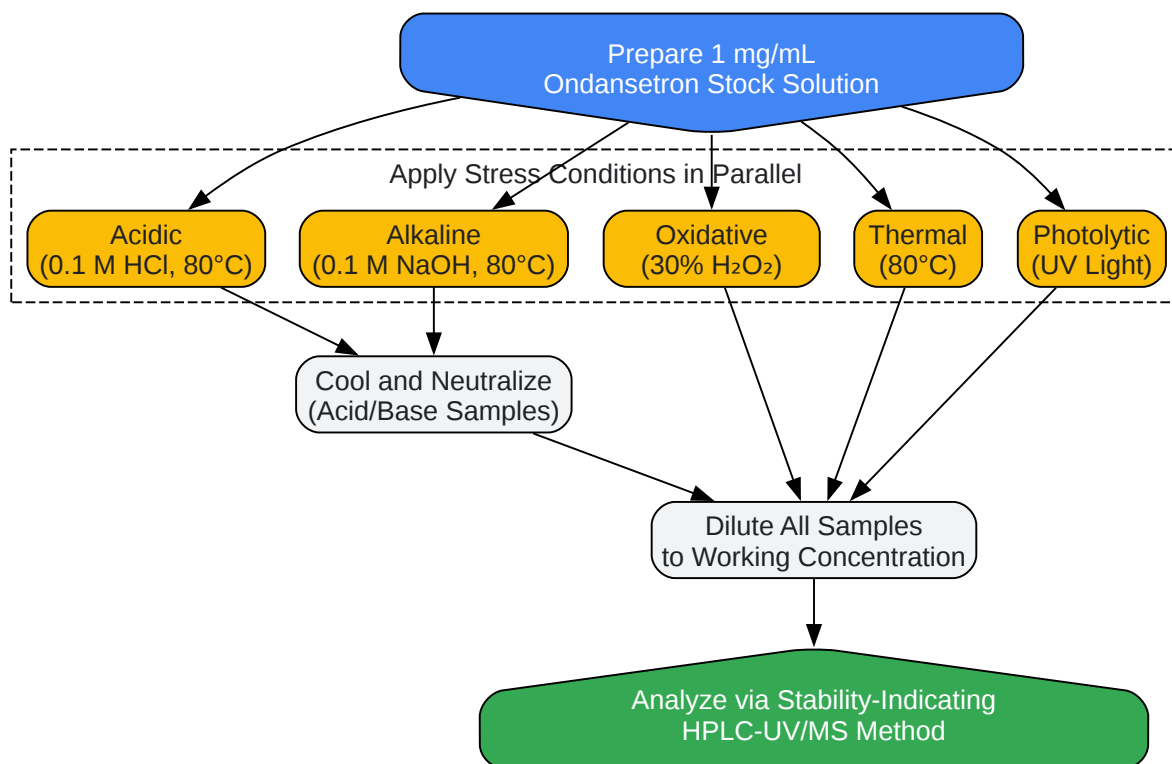 Prepare 1 mg/mL
Ondansetron Stock Solution
Apply Stress Conditions in Parallel
Acidic
(0.1 M HCl, 80°C)
Alkaline
(0.1 M NaOH, 80°C)
Oxidative
(30% H₂O₂)
Thermal
(80°C)
Photolytic
(UV Light)
Cool and Neutralize
(Acid/Base Samples)
Dilute All Samples
to Working Concentration
Analyze via Stability-Indicating
HPLC-UV/MS Method